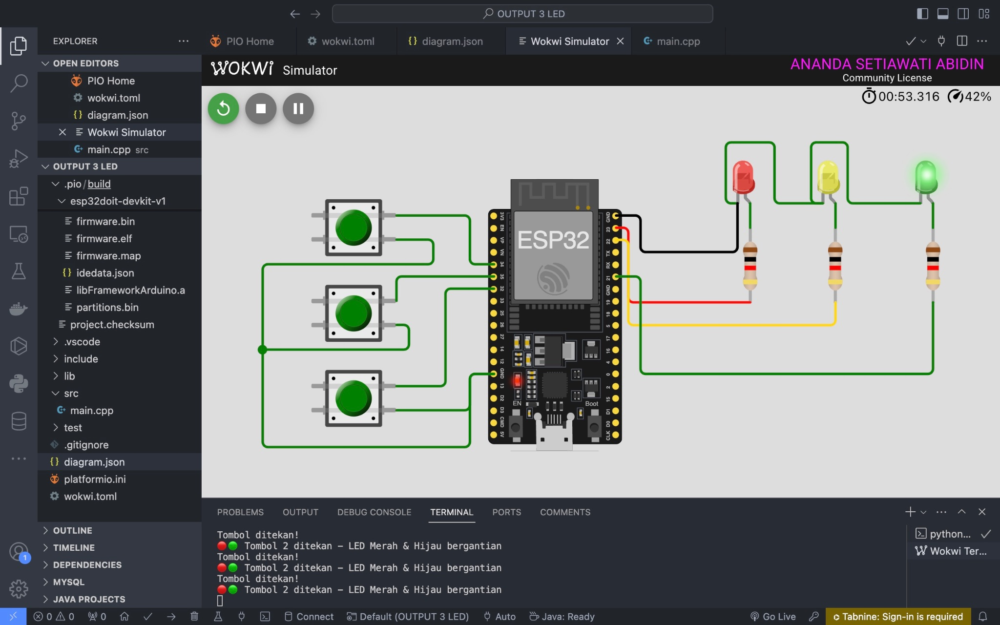 OUTPUT 3 LED
EXPLORER
PIO Home
wokwi.toml
diagram.json
Wokwi Simulator
main.cpp
OPEN EDITORS
PIO Home
wokwi.toml
diagram.json
Wokwi Simulator
main.cpp src
OUTPUT 3 LED
.pio/build
esp32doit-devkit-v1
firmware.bin
firmware.elf
firmware.map
idedata.json
libFrameworkArduino.a
partitions.bin
project.checksum
.vscode
include
lib
src
main.cpp
test
.gitignore
diagram.json
platformio.ini
wokwi.toml
OUTLINE
TIMELINE
DEPENDENCIES
MYSQL
JAVA PROJECTS
1
WOKWi Simulator
ANANDA SETIAWATI ABIDIN
Community License
00:53.316 42%
ESP32
3V3
EN
VP
VN
34
35
32
33
25
26
27
14
12
GND
13
D2
D3
CMD
5V
GND
23
22
TX
RX
21
GND
19
18
5
17
16
4
0
2
15
D1
D0
CLK
EN
Boot
PROBLEMS OUTPUT DEBUG CONSOLE TERMINAL PORTS COMMENTS
Tombol ditekan!
🔴🟢 Tombol 2 ditekan – LED Merah & Hijau bergantian
Tombol ditekan!
🔴🟢 Tombol 2 ditekan – LED Merah & Hijau bergantian
Tombol ditekan!
🔴🟢 Tombol 2 ditekan – LED Merah & Hijau bergantian
python...
Wokwi Ter...
0 0 0 Connect Default (OUTPUT 3 LED) Auto Java: Ready Go Live Tabnine: Sign-in is required